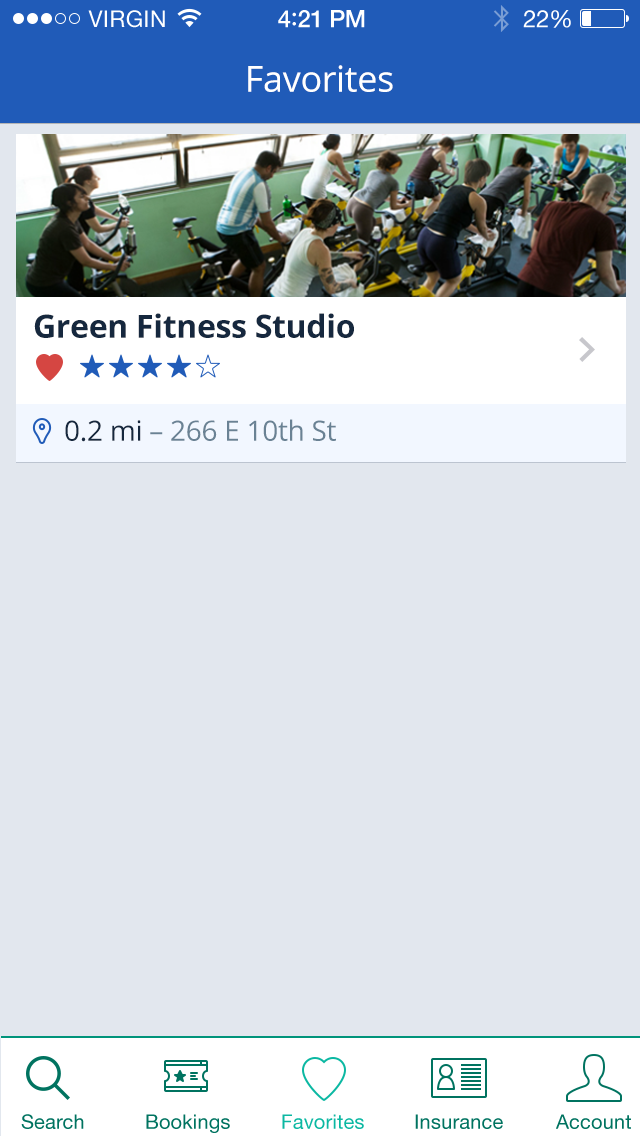 VIRGIN 4:21 PM 22%
Favorites
Green Fitness Studio
0.2 mi – 266 E 10th St
Search Bookings Favorites Insurance Account